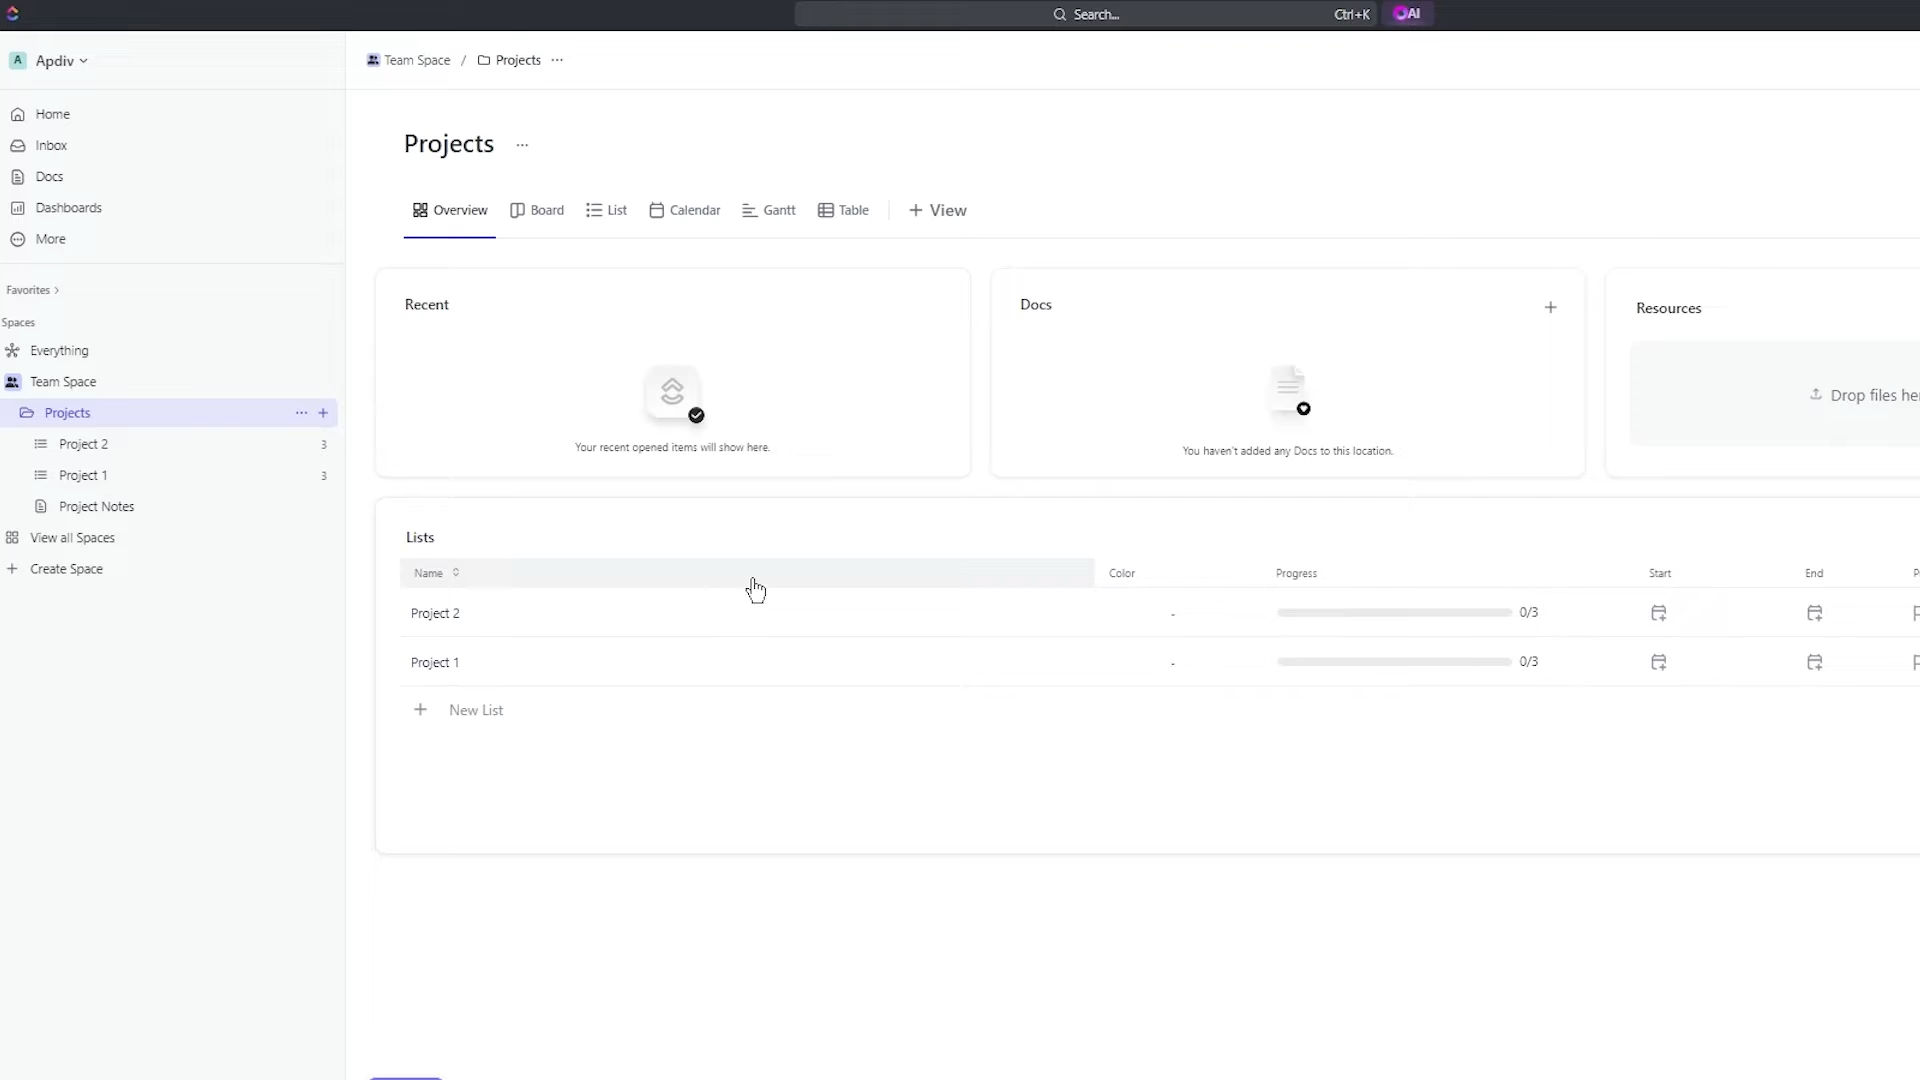 Search...
Ctrl+K
AI
A
Apdiv
Team Space / Projects ...
Home
Inbox
Docs
Dashboards
More
Favorites
Spaces
Everything
Team Space
Projects
Project 2 3
Project 1 3
Project Notes
View all Spaces
Create Space
Projects ...
Overview
Board
List
Calendar
Gantt
Table
+ View
Recent
Your recent opened items will show here.
Docs
You haven't added any Docs to this location.
Resources
Drop files her
Lists
Name Color Progress Start End
Project 2 - 0/3
Project 1 - 0/3
+ New List